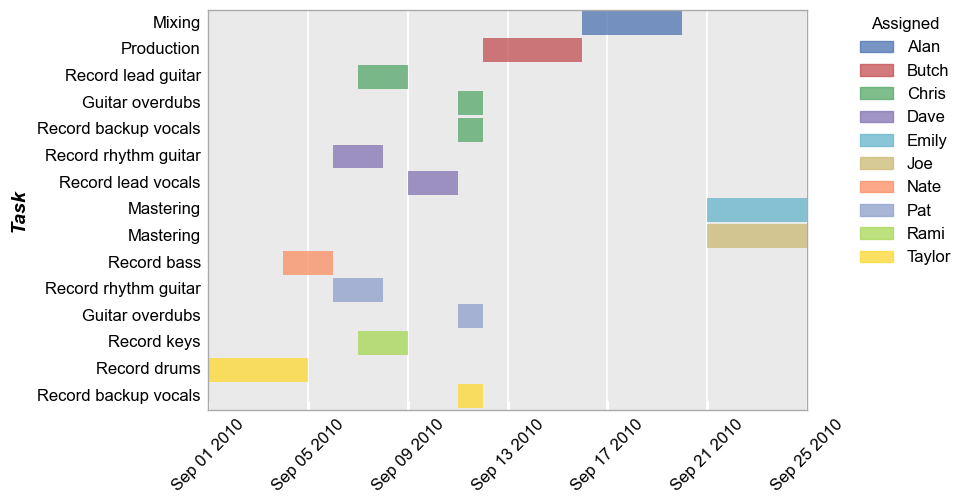 Mixing
Production
Record lead guitar
Guitar overdubs
Record backup vocals
Record rhythm guitar
Record lead vocals
Mastering
Mastering
Record bass
Record rhythm guitar
Guitar overdubs
Record keys
Record drums
Record backup vocals
Task
Sep 01 2010
Sep 05 2010
Sep 09 2010
Sep 13 2010
Sep 17 2010
Sep 21 2010
Sep 25 2010
Assigned
Alan
Butch
Chris
Dave
Emily
Joe
Nate
Pat
Rami
Taylor